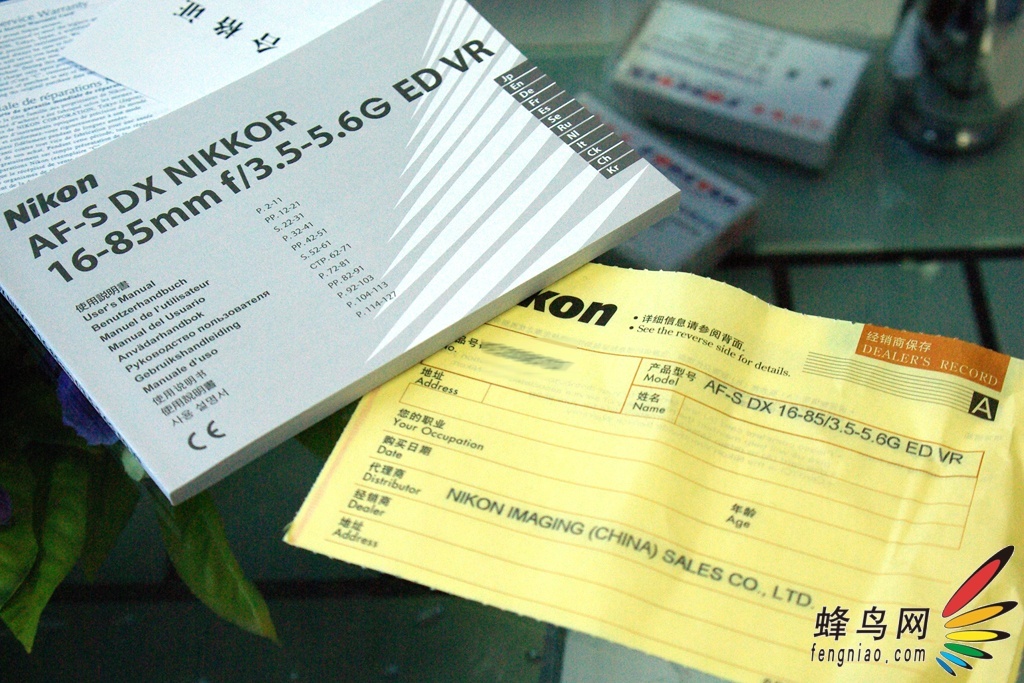 Service Warranty
合格证
Nikon
AF-S DX NIKKOR
16-85mm f/3.5-5.6G ED VR
Jp
En
De
Fr
Es
Se
Ru
Nl
It
Ck
Ch
Kr
P. 2-11
PP. 12-21
S. 22-31
P. 32-41
PP. 42-51
S. 52-61
CTP. 62-71
P. 72-81
PP. 82-91
P. 92-103
P. 104-113
P. 114-127
使用説明書
User's Manual
Benutzerhandbuch
Manuel de l'utilisateur
Manual del Usuario
Användarhandbok
Руководство пользователя
Gebruikshandleiding
Manuale d'uso
使用说明书
使用說明書
사용 설명서
CE
kon
• 详细信息请参阅背面.
• See the reverse side for details.
经销商保存
DEALER'S RECORD
A
品号
No.
产品型号
Model
AF-S DX 16-85/3.5-5.6G ED VR
地址
Address
姓名
Name
您的职业
Your Occupation
年龄
Age
购买日期
Date
代理商
Distributor
NIKON IMAGING (CHINA) SALES CO., LTD.
经销商
Dealer
地址
Address
蜂鸟网
fengniao.com